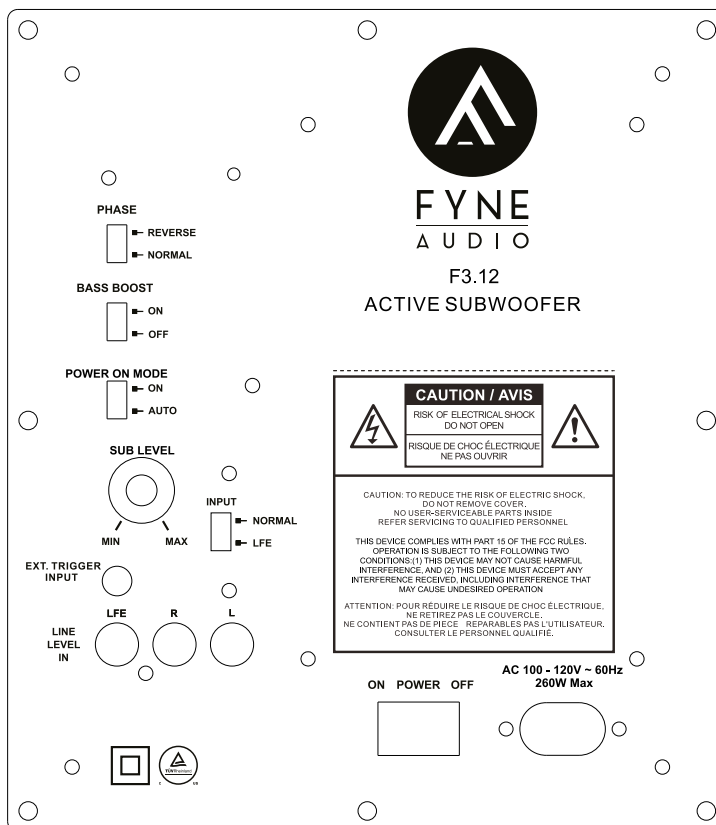 FYNE
AUDIO
F3.12
ACTIVE SUBWOOFER
PHASE
REVERSE
NORMAL
BASS BOOST
ON
OFF
POWER ON MODE
ON
AUTO
SUB LEVEL
MIN
MAX
INPUT
NORMAL
LFE
EXT. TRIGGER
INPUT
LFE
R
L
LINE
LEVEL
IN
CAUTION / AVIS
RISK OF ELECTRICAL SHOCK
DO NOT OPEN
RISQUE DE CHOC ÉLECTRIQUE
NE PAS OUVRIR
CAUTION: TO REDUCE THE RISK OF ELECTRIC SHOCK,
DO NOT REMOVE COVER.
NO USER-SERVICEABLE PARTS INSIDE
REFER SERVICING TO QUALIFIED PERSONNEL
THIS DEVICE COMPLIES WITH PART 15 OF THE FCC RULES.
OPERATION IS SUBJECT TO THE FOLLOWING TWO
CONDITIONS:(1) THIS DEVICE MAY NOT CAUSE HARMFUL
INTERFERENCE, AND (2) THIS DEVICE MUST ACCEPT ANY
INTERFERENCE RECEIVED, INCLUDING INTERFERENCE THAT
MAY CAUSE UNDESIRED OPERATION
ATTENTION: POUR RÉDUIRE LE RISQUE DE CHOC ÉLECTRIQUE,
NE RETIREZ PAS LE COUVERCLE.
NE CONTIENT PAS DE PIECE REPARABLES PAS L'UTILISATEUR.
CONSULTER LE PERSONNEL QUALIFIÉ.
ON POWER OFF
AC 100 - 120V ~ 60Hz
260W Max
TÜVRheinland
C US